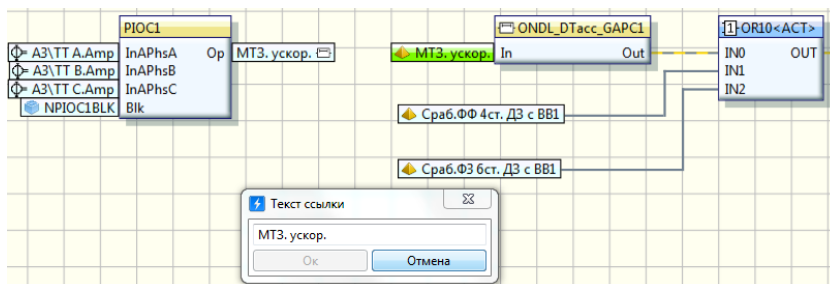 PIOC1
A3\TT A.Amp InAPhsA Op МТЗ. ускор.
A3\TT B.Amp InAPhsB
A3\TT C.Amp InAPhsC
NPIOC1BLK Blk
ONDL_DTacc_GAPC1
МТЗ. ускор. In Out
1 OR10<ACT>
IN0 OUT
IN1
IN2
Сраб.ФФ 4ст. ДЗ с ВВ1
Сраб.ФЗ 6ст. ДЗ с ВВ1
Текст ссылки
МТЗ. ускор.
Ок Отмена